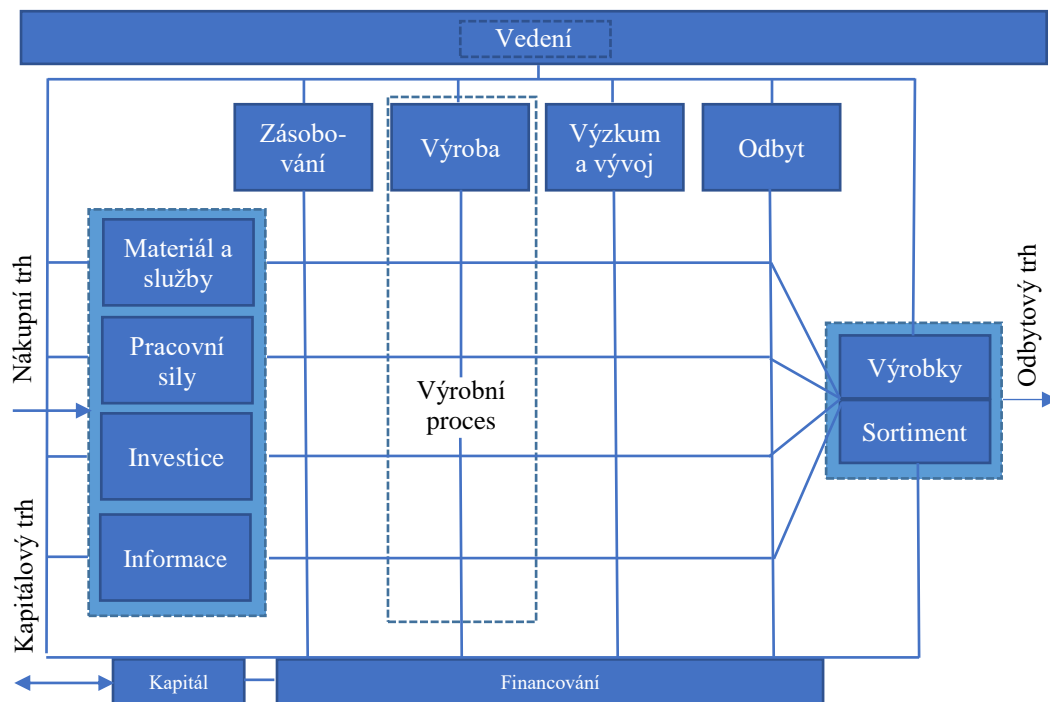 Vedení
Zásobo-
vání
Výroba
Výzkum
a vývoj
Odbyt
Nákupní trh
Materiál a
služby
Pracovní
sily
Investice
Informace
Výrobní
proces
Výrobky
Sortiment
Odbytový trh
Kapitálový trh
Kapitál
Financování